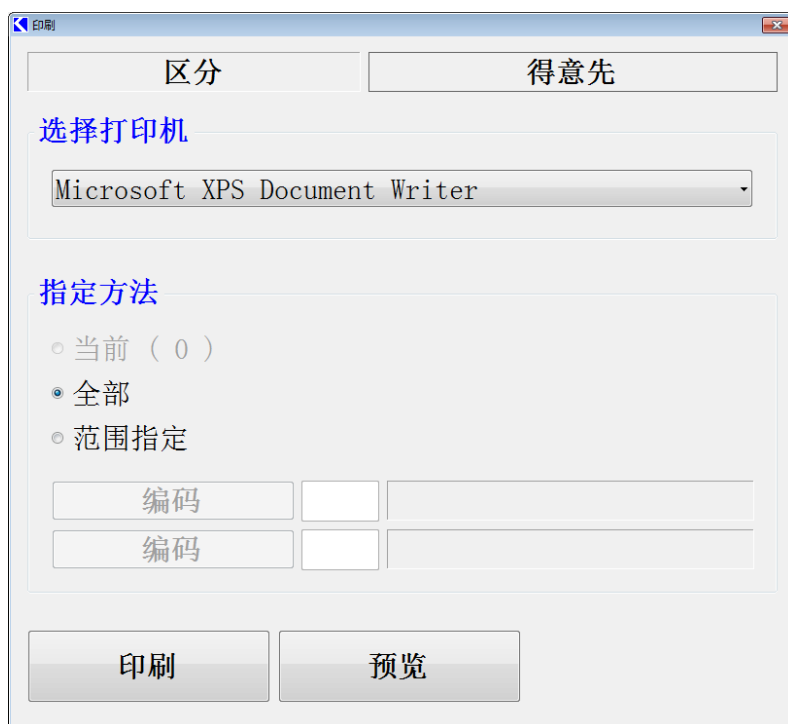 印刷
区分 得意先
选择打印机
Microsoft XPS Document Writer
指定方法
当前 ( 0 )
全部
范围指定
编码
编码
印刷 预览